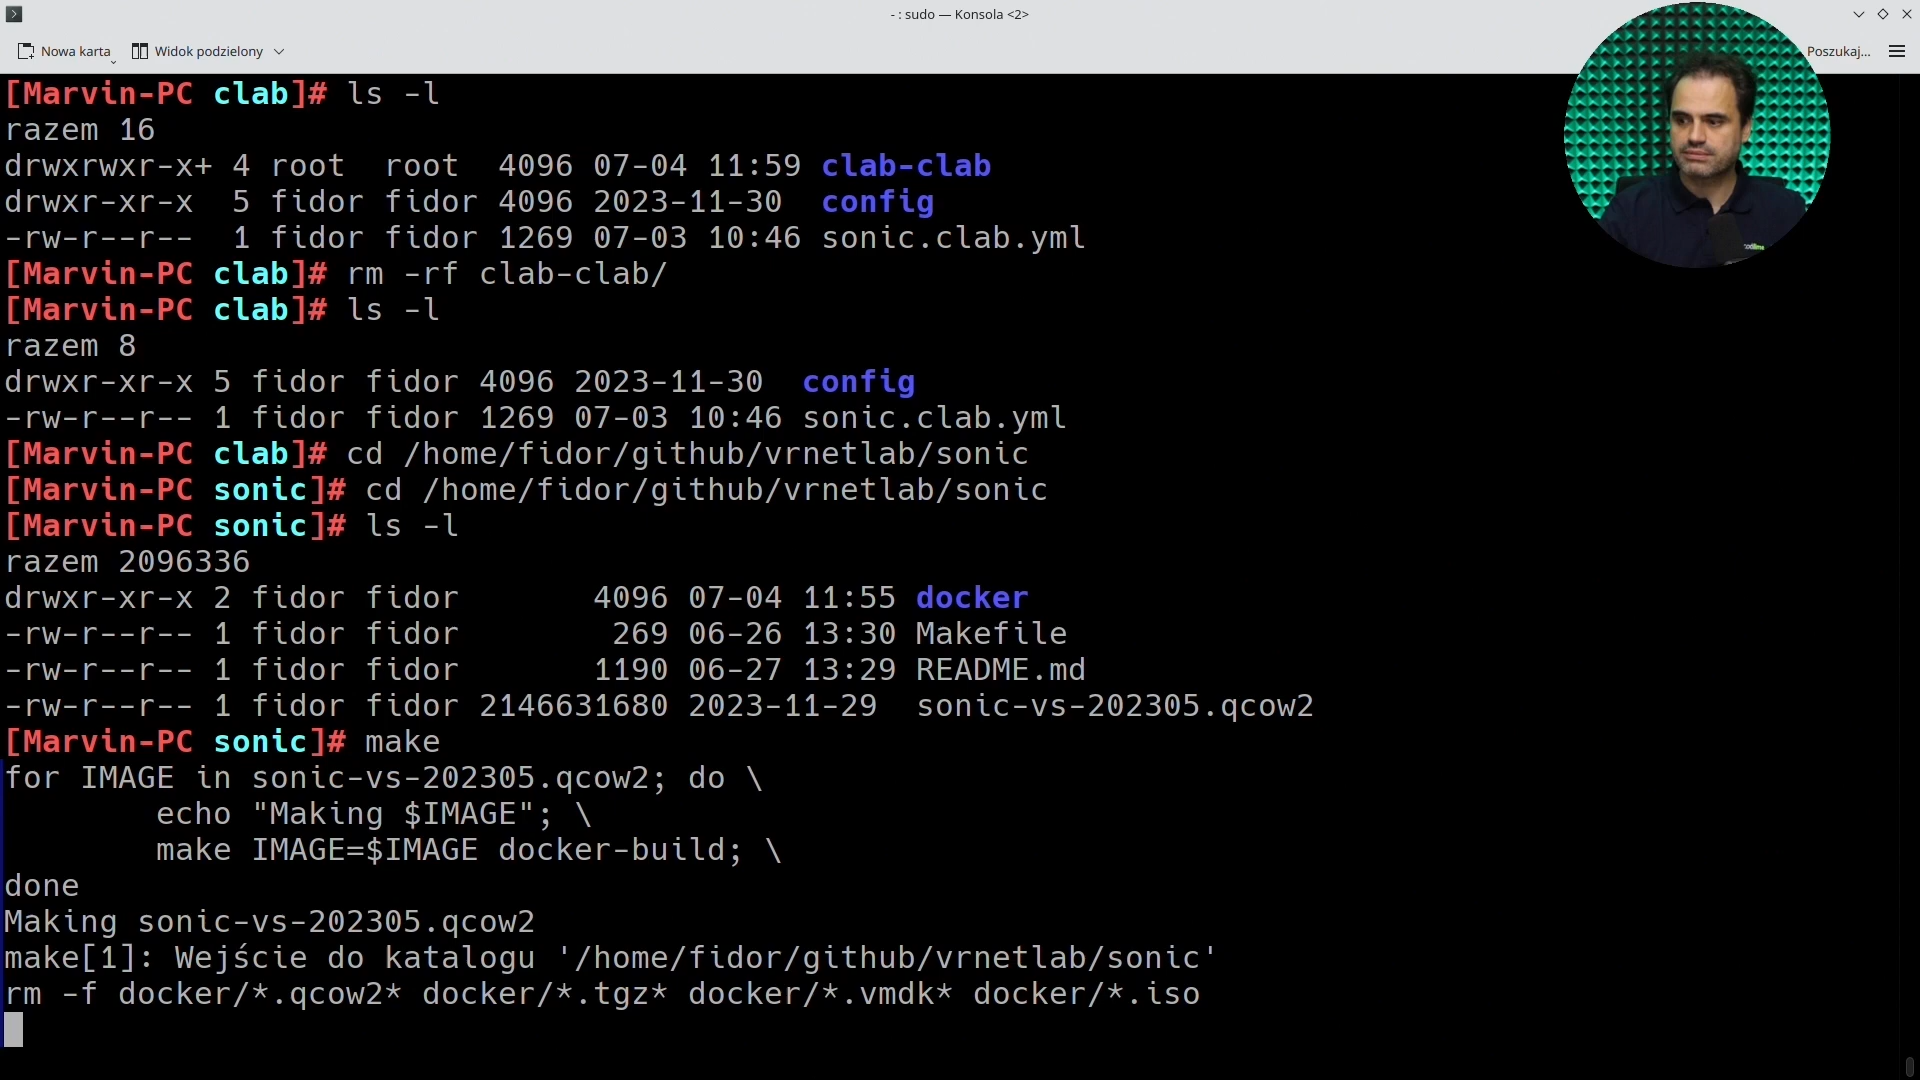 - : sudo — Konsola <2>
Nowa karta
Widok podzielony
Poszukaj...
[Marvin-PC clab]# ls -l
razem 16
drwxrwxr-x+ 4 root  root  4096 07-04 11:59 clab-clab
drwxr-xr-x  5 fidor fidor 4096 2023-11-30  config
-rw-r--r--  1 fidor fidor 1269 07-03 10:46 sonic.clab.yml
[Marvin-PC clab]# rm -rf clab-clab/
[Marvin-PC clab]# ls -l
razem 8
drwxr-xr-x 5 fidor fidor 4096 2023-11-30  config
-rw-r--r-- 1 fidor fidor 1269 07-03 10:46 sonic.clab.yml
[Marvin-PC clab]# cd /home/fidor/github/vrnetlab/sonic
[Marvin-PC sonic]# cd /home/fidor/github/vrnetlab/sonic
[Marvin-PC sonic]# ls -l
razem 2096336
drwxr-xr-x 2 fidor fidor       4096 07-04 11:55 docker
-rw-r--r-- 1 fidor fidor        269 06-26 13:30 Makefile
-rw-r--r-- 1 fidor fidor       1190 06-27 13:29 README.md
-rw-r--r-- 1 fidor fidor 2146631680 2023-11-29  sonic-vs-202305.qcow2
[Marvin-PC sonic]# make
for IMAGE in sonic-vs-202305.qcow2; do \
        echo "Making $IMAGE"; \
        make IMAGE=$IMAGE docker-build; \
done
Making sonic-vs-202305.qcow2
make[1]: Wejście do katalogu '/home/fidor/github/vrnetlab/sonic'
rm -f docker/*.qcow2* docker/*.tgz* docker/*.vmdk* docker/*.iso